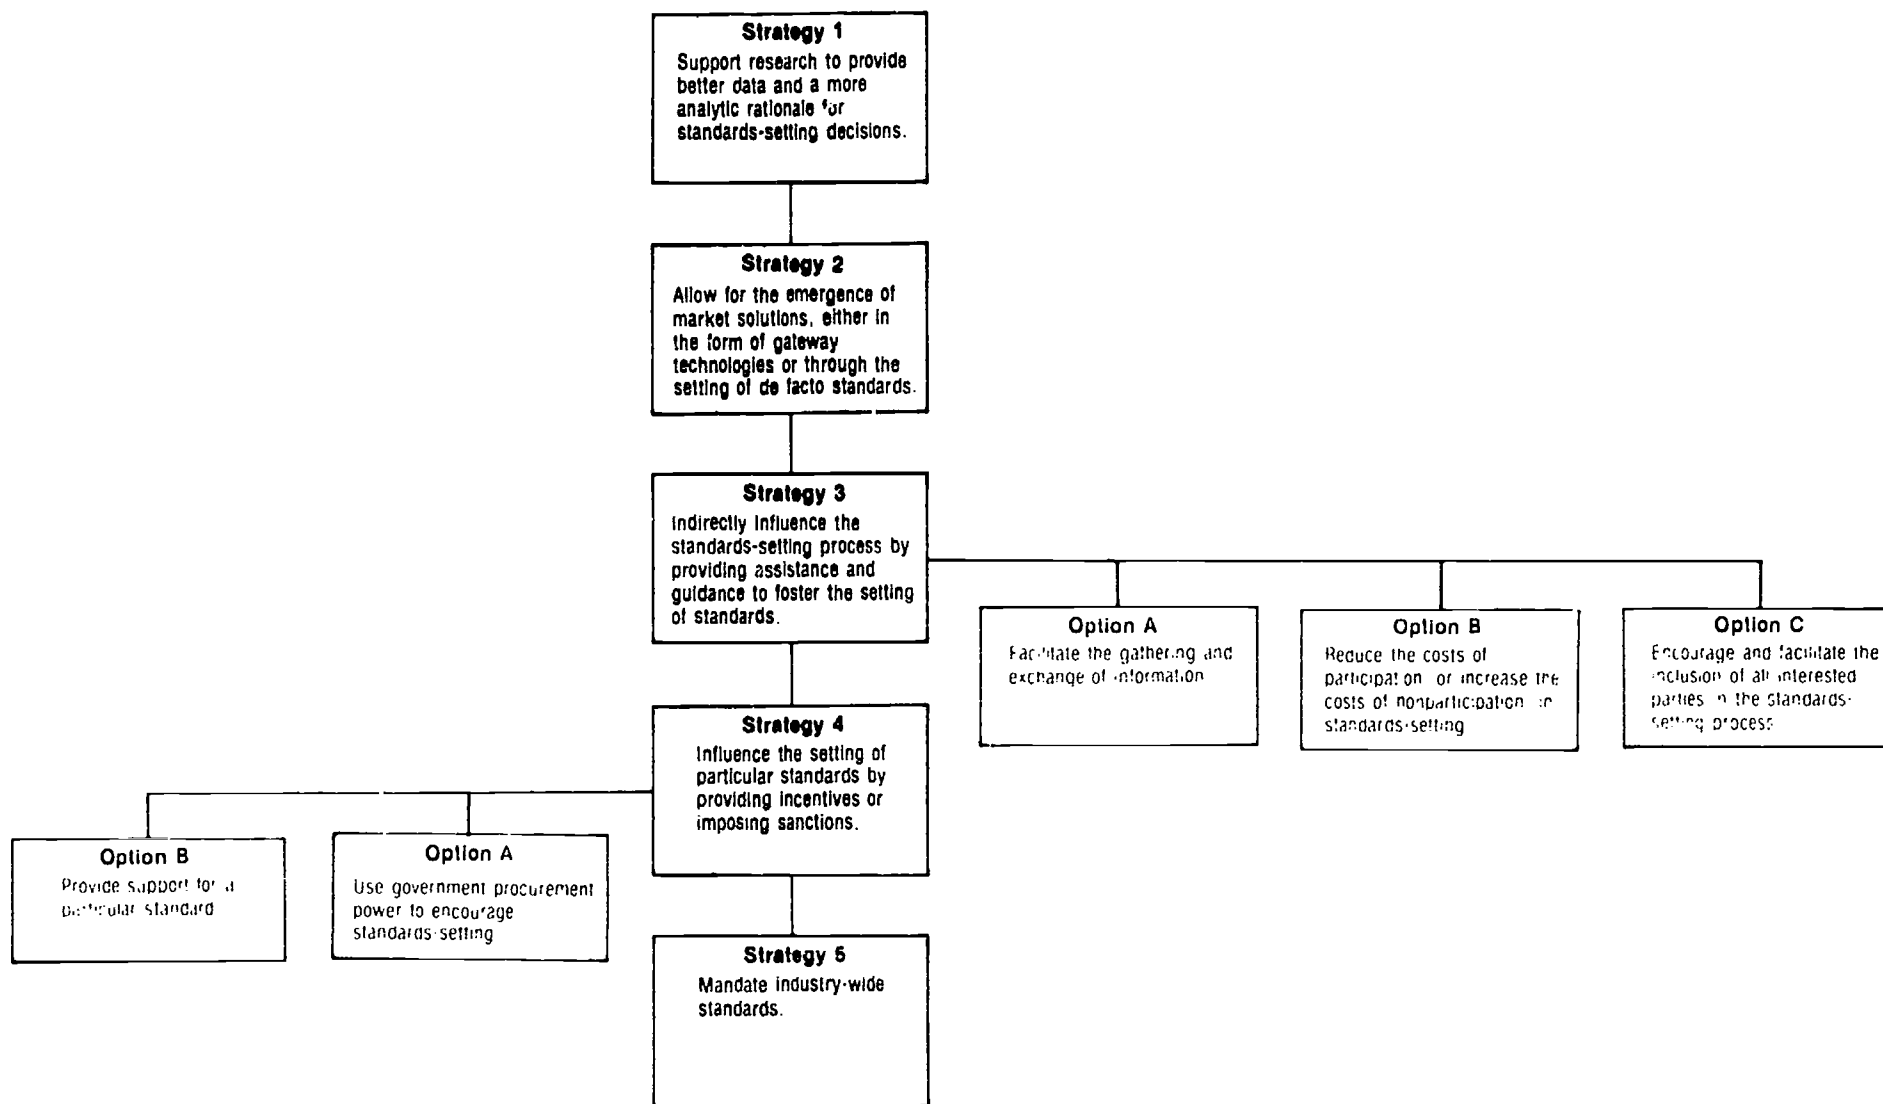 Strategy 1
Support research to provide
better data and a more
analytic rationale for
standards-setting decisions.
Strategy 2
Allow for the emergence of
market solutions, either in
the form of gateway
technologies or through the
setting of de facto standards.
Strategy 3
Indirectly Influence the
standards-setting process by
providing assistance and
guidance to foster the setting
of standards.
Option A
Facilitate the gathering and
exchange of information
Option B
Reduce the costs of
participation or increase the
costs of nonparticipation in
standards-setting
Option C
Encourage and facilitate the
inclusion of all interested
parties in the standards-
setting process
Strategy 4
Influence the setting of
particular standards by
providing incentives or
imposing sanctions.
Option B
Provide support for a
particular standard
Option A
Use government procurement
power to encourage
standards-setting
Strategy 5
Mandate industry-wide
standards.